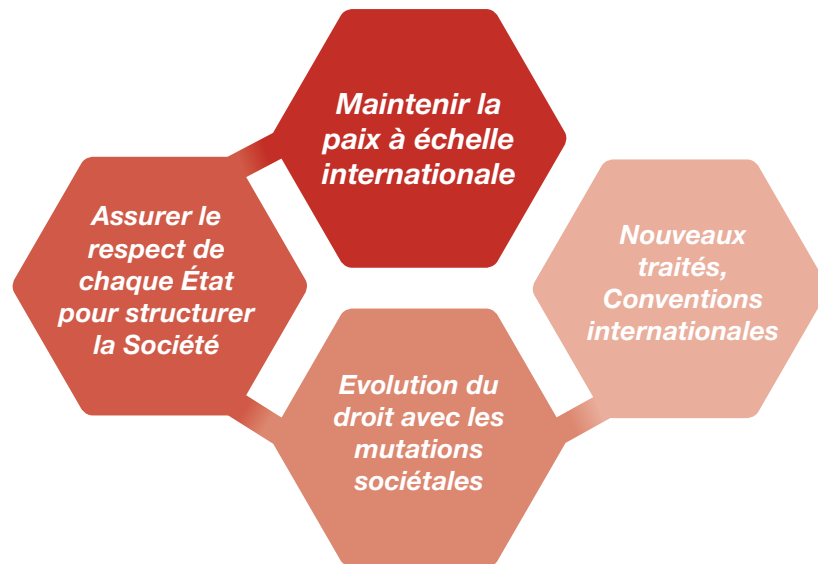 Maintenir la
paix à échelle
internationale
Assurer le
respect de
chaque État
pour structurer
la Société
Evolution du
droit avec les
mutations
sociétales
Nouveaux
traités,
Conventions
internationales